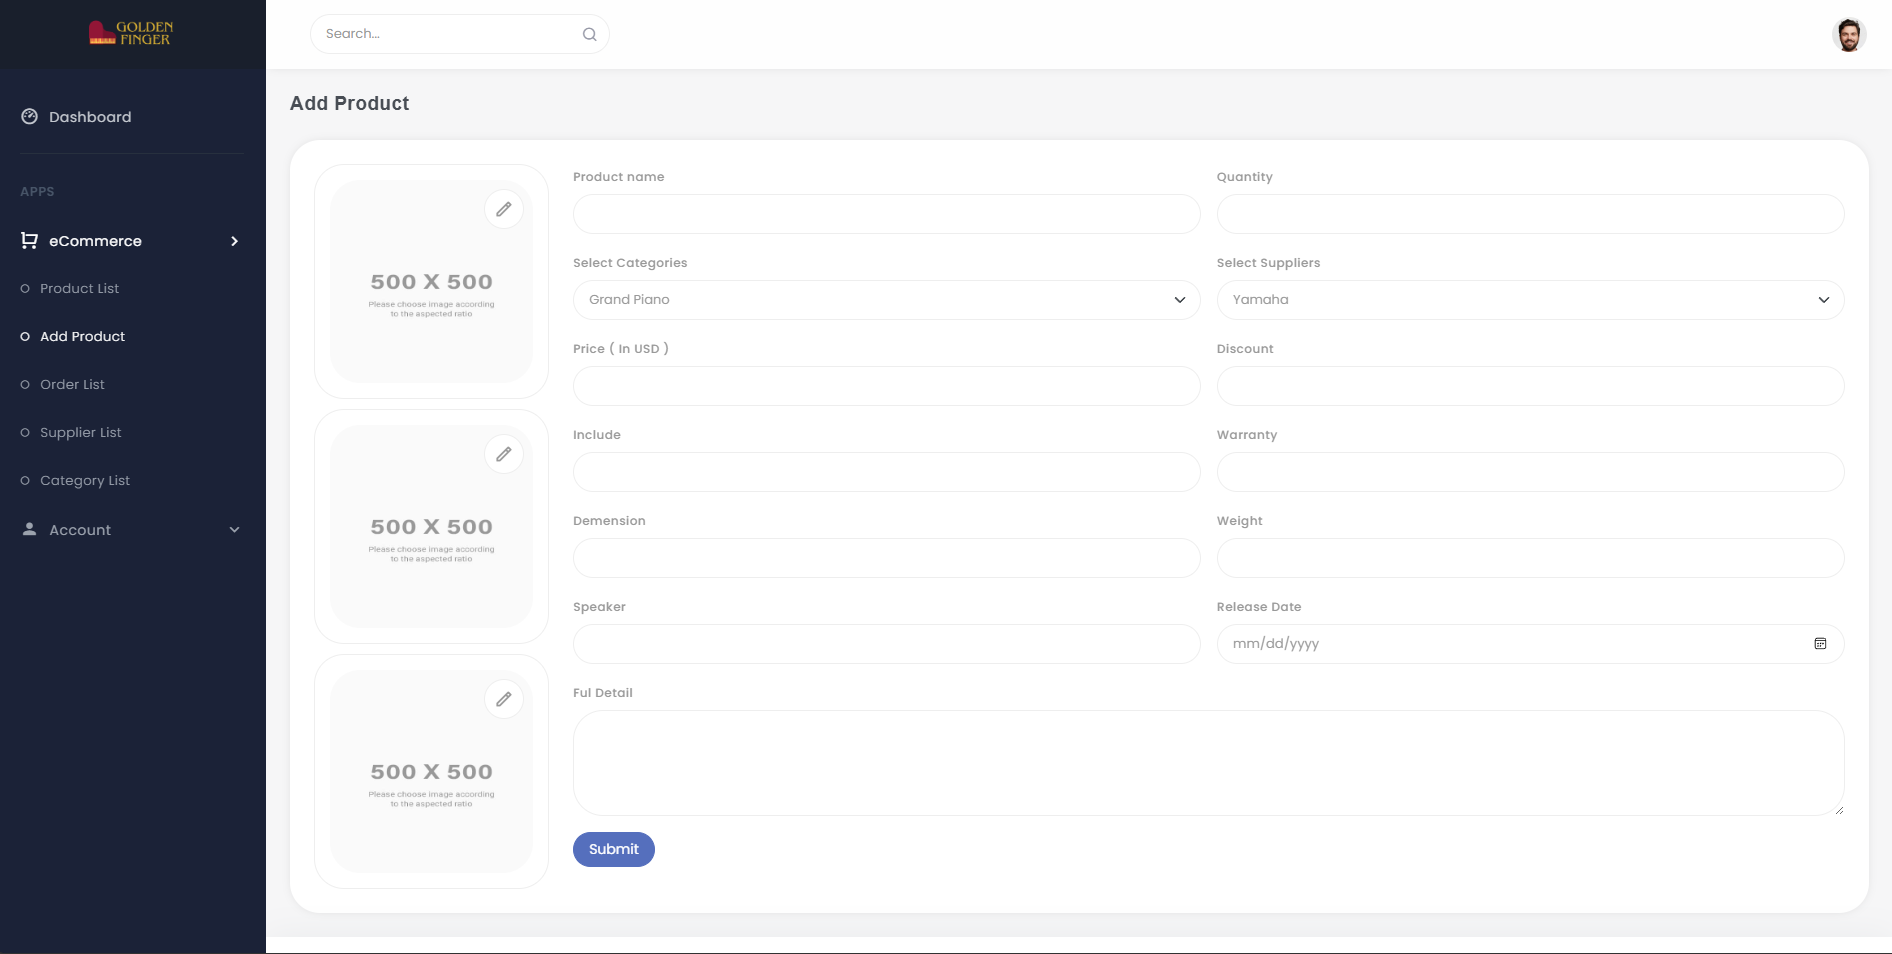 GOLDEN
FINGER
Search...
Dashboard
APPS
eCommerce
Product List
Add Product
Order List
Supplier List
Category List
Account
Add Product
500 X 500
Please choose image according
to the aspected ratio
500 X 500
Please choose image according
to the aspected ratio
500 X 500
Please choose image according
to the aspected ratio
Product name
Quantity
Select Categories
Select Suppliers
Grand Piano
Yamaha
Price ( In USD )
Discount
Include
Warranty
Demension
Weight
Speaker
Release Date
mm/dd/yyyy
Ful Detail
Submit